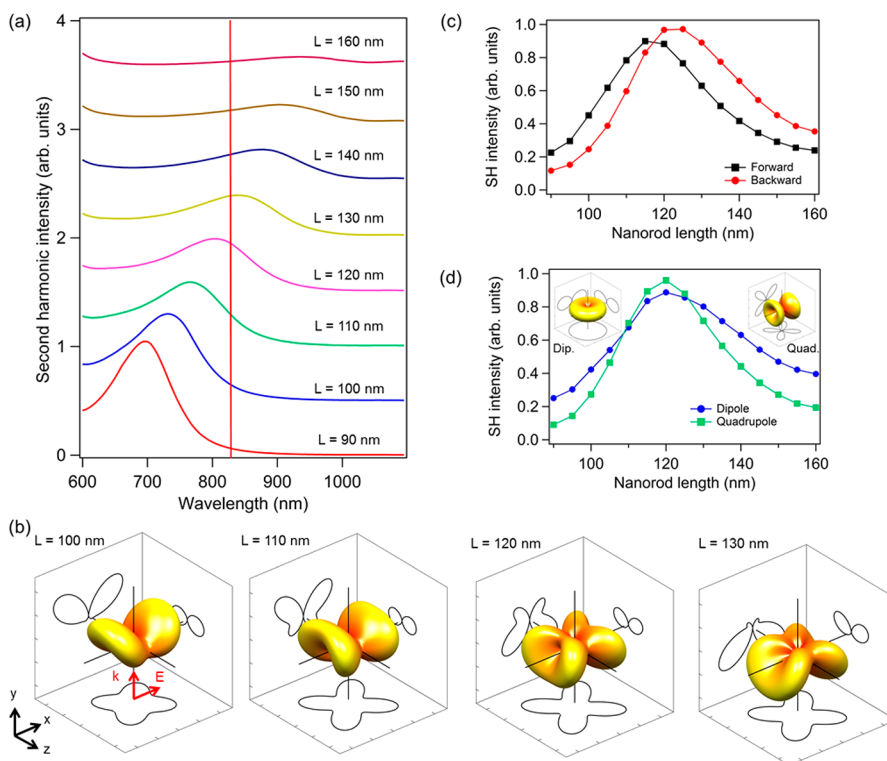 (a)
4
3
2
1
0
Second harmonic intensity (arb. units)
L = 160 nm
L = 150 nm
L = 140 nm
L = 130 nm
L = 120 nm
L = 110 nm
L = 100 nm
L = 90 nm
600 700 800 900 1000
Wavelength (nm)
(c)
1.0
0.8
0.6
0.4
0.2
0.0
SH intensity (arb. units)
Forward
Backward
100 120 140 160
Nanorod length (nm)
(d)
1.0
0.8
0.6
0.4
0.2
0.0
SH intensity (arb. units)
Dip.
Quad.
Dipole
Quadrupole
100 120 140 160
Nanorod length (nm)
(b)
L = 100 nm
L = 110 nm
L = 120 nm
L = 130 nm
k
E
y
x
z